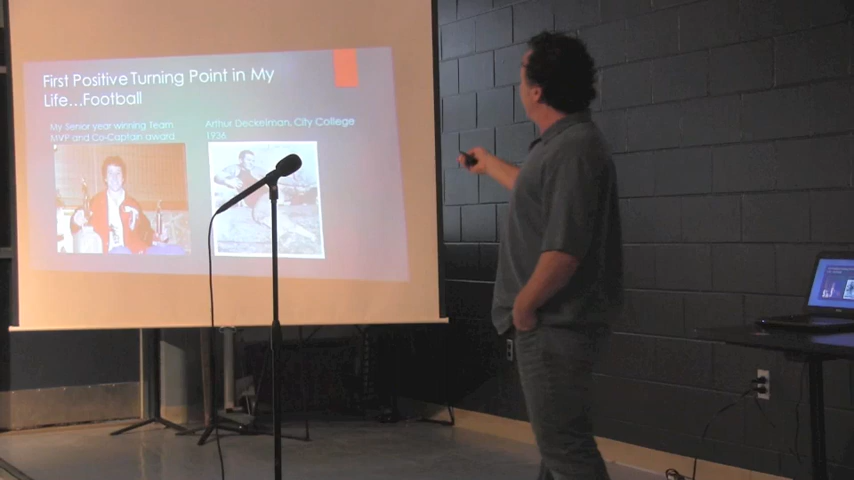 First Positive Turning Point in My
Life...Football
My Senior year winning Team
MVP and Co-Captain award
Arthur Deckelman, City College
1936